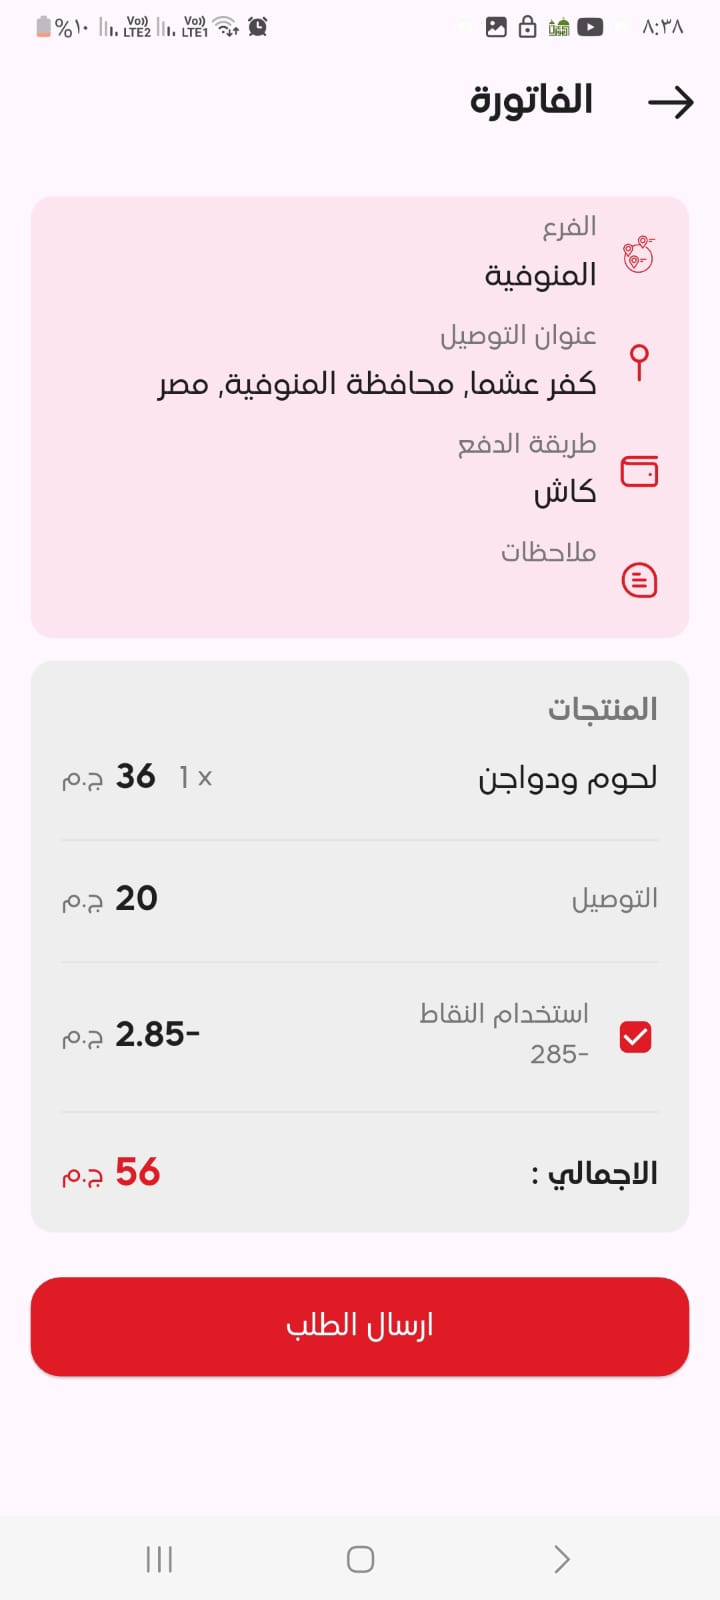 ٨:٣٨
%١٠ Vo)) LTE2 Vo)) LTE1
الفاتورة
الفرع
المنوفية
عنوان التوصيل
كفر عشما, محافظة المنوفية, مصر
طريقة الدفع
كاش
ملاحظات
المنتجات
لحوم ودواجن 1 x 36 ج.م
التوصيل 20 ج.م
استخدام النقاط
-285
-2.85 ج.م
الاجمالي : 56 ج.م
ارسال الطلب